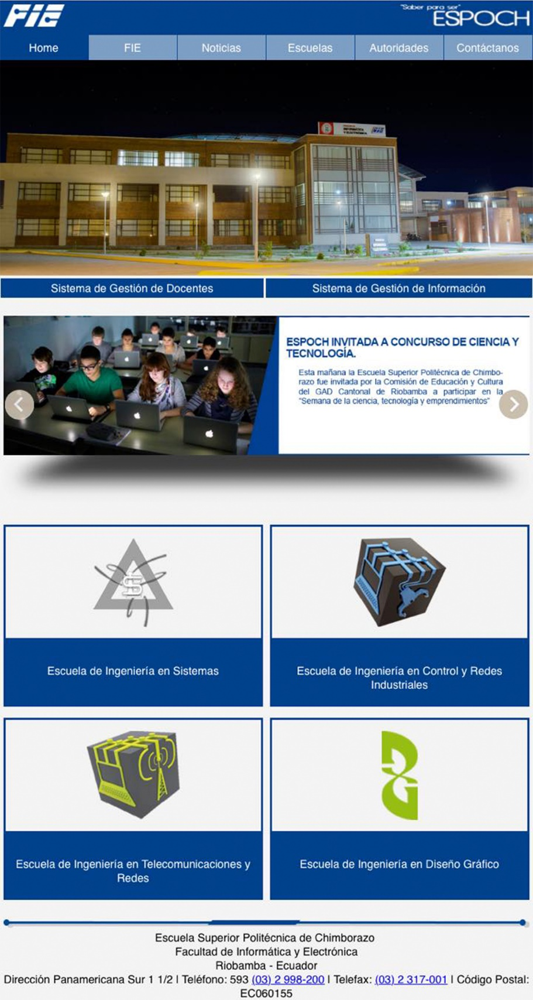 FIE
"Saber para ser"
ESPOCH
Home
FIE
Noticias
Escuelas
Autoridades
Contáctanos
INFORMÁTICA
Y ELECTRÓNICA
FIE
Sistema de Gestión de Docentes
Sistema de Gestión de Información
ESPOCH INVITADA A CONCURSO DE CIENCIA Y
TECNOLOGÍA.
Esta mañana la Escuela Superior Politécnica de Chimbo-
razo fue invitada por la Comisión de Educación y Cultura
del GAD Cantonal de Riobamba a participar en la
"Semana de la ciencia, tecnología y emprendimientos"
Escuela de Ingeniería en Sistemas
Escuela de Ingeniería en Control y Redes
Industriales
Escuela de Ingeniería en Telecomunicaciones y
Redes
Escuela de Ingeniería en Diseño Gráfico
Escuela Superior Politécnica de Chimborazo
Facultad de Informática y Electrónica
Riobamba - Ecuador
Dirección Panamericana Sur 1 1/2 | Teléfono: 593 (03) 2 998-200 | Telefax: (03) 2 317-001 | Código Postal:
EC060155